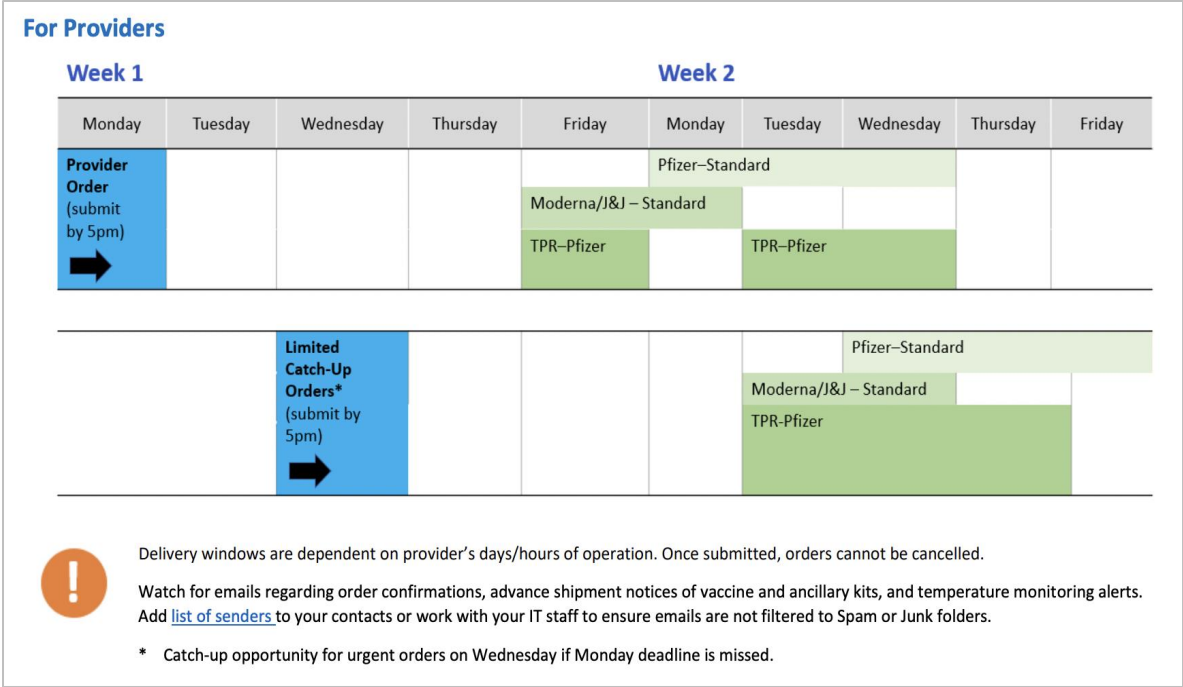 For Providers
Week 1
Week 2
Monday Tuesday Wednesday Thursday Friday Monday Tuesday Wednesday Thursday Friday
Provider
Order
(submit
by 5pm)
Pfizer–Standard
Moderna/J&J – Standard
TPR–Pfizer
TPR–Pfizer
Limited
Catch-Up
Orders*
(submit by
5pm)
Pfizer–Standard
Moderna/J&J – Standard
TPR-Pfizer
!
Delivery windows are dependent on provider's days/hours of operation. Once submitted, orders cannot be cancelled.
Watch for emails regarding order confirmations, advance shipment notices of vaccine and ancillary kits, and temperature monitoring alerts.
Add list of senders to your contacts or work with your IT staff to ensure emails are not filtered to Spam or Junk folders.
* Catch-up opportunity for urgent orders on Wednesday if Monday deadline is missed.